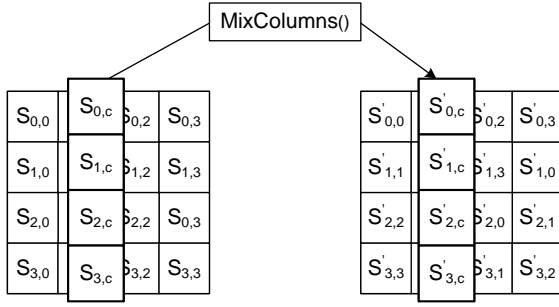 MixColumns()
S0,0 S0,c S0,2 S0,3 S'0,0 S'0,c S'0,2 S'0,3
S1,0 S1,c S1,2 S1,3 S'1,1 S'1,c S'1,3 S'1,0
S2,0 S2,c S2,2 S0,3 S'2,2 S'2,c S'2,0 S'2,1
S3,0 S3,c S3,2 S3,3 S'3,3 S'3,c S'3,1 S'3,2